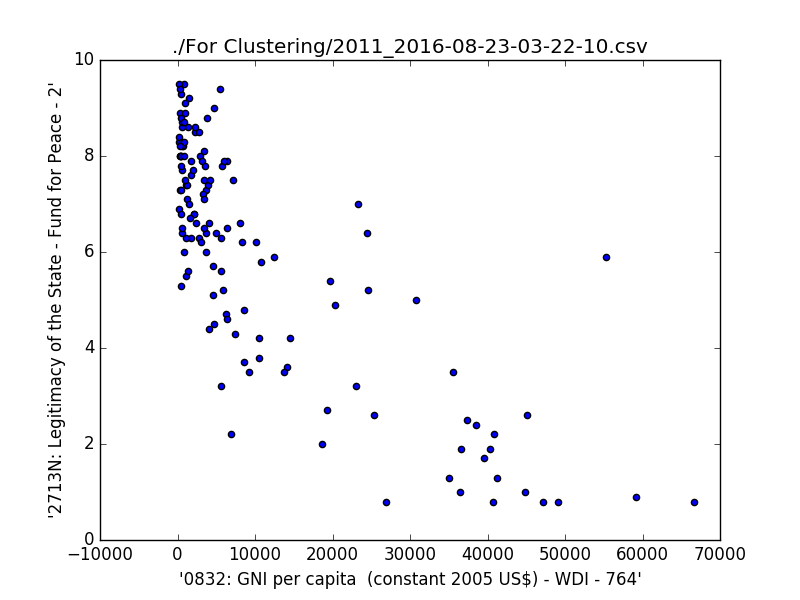 ./For Clustering/2011_2016-08-23-03-22-10.csv
'2713N: Legitimacy of the State - Fund for Peace - 2'
10
8
6
4
2
0
−10000 0 10000 20000 30000 40000 50000 60000 70000
'0832: GNI per capita  (constant 2005 US$) - WDI - 764'